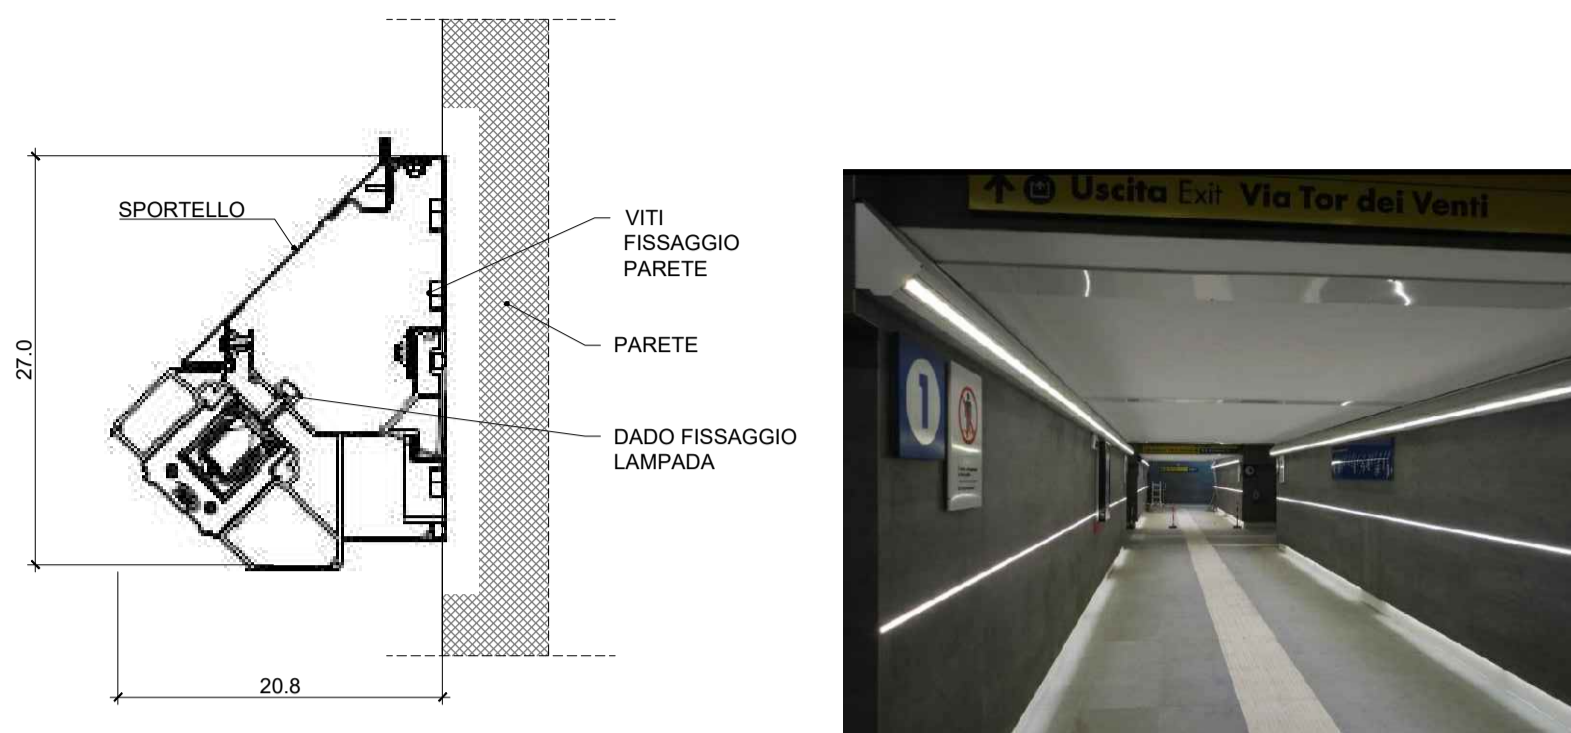 SPORTELLO
VITI
FISSAGGIO
PARETE
27.0
PARETE
DADO FISSAGGIO
LAMPADA
20.8
Uscita Exit Via Tor dei Venti
1